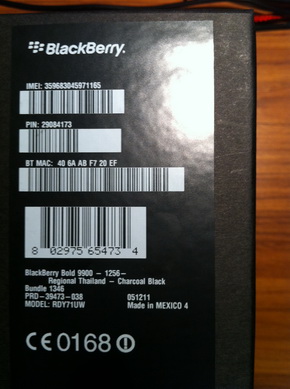 BlackBerry.
IMEI: 359683045971165
PIN: 29084173
BT MAC: 40 6A AB F7 20 EF
8 02975 65473 4
BlackBerry Bold 9900 - 1256-
Regional Thailand - Charcoal Black
Bundle 1346
PRD-39473-038 051211
MODEL: RDY71UW Made in MEXICO 4
CE0168